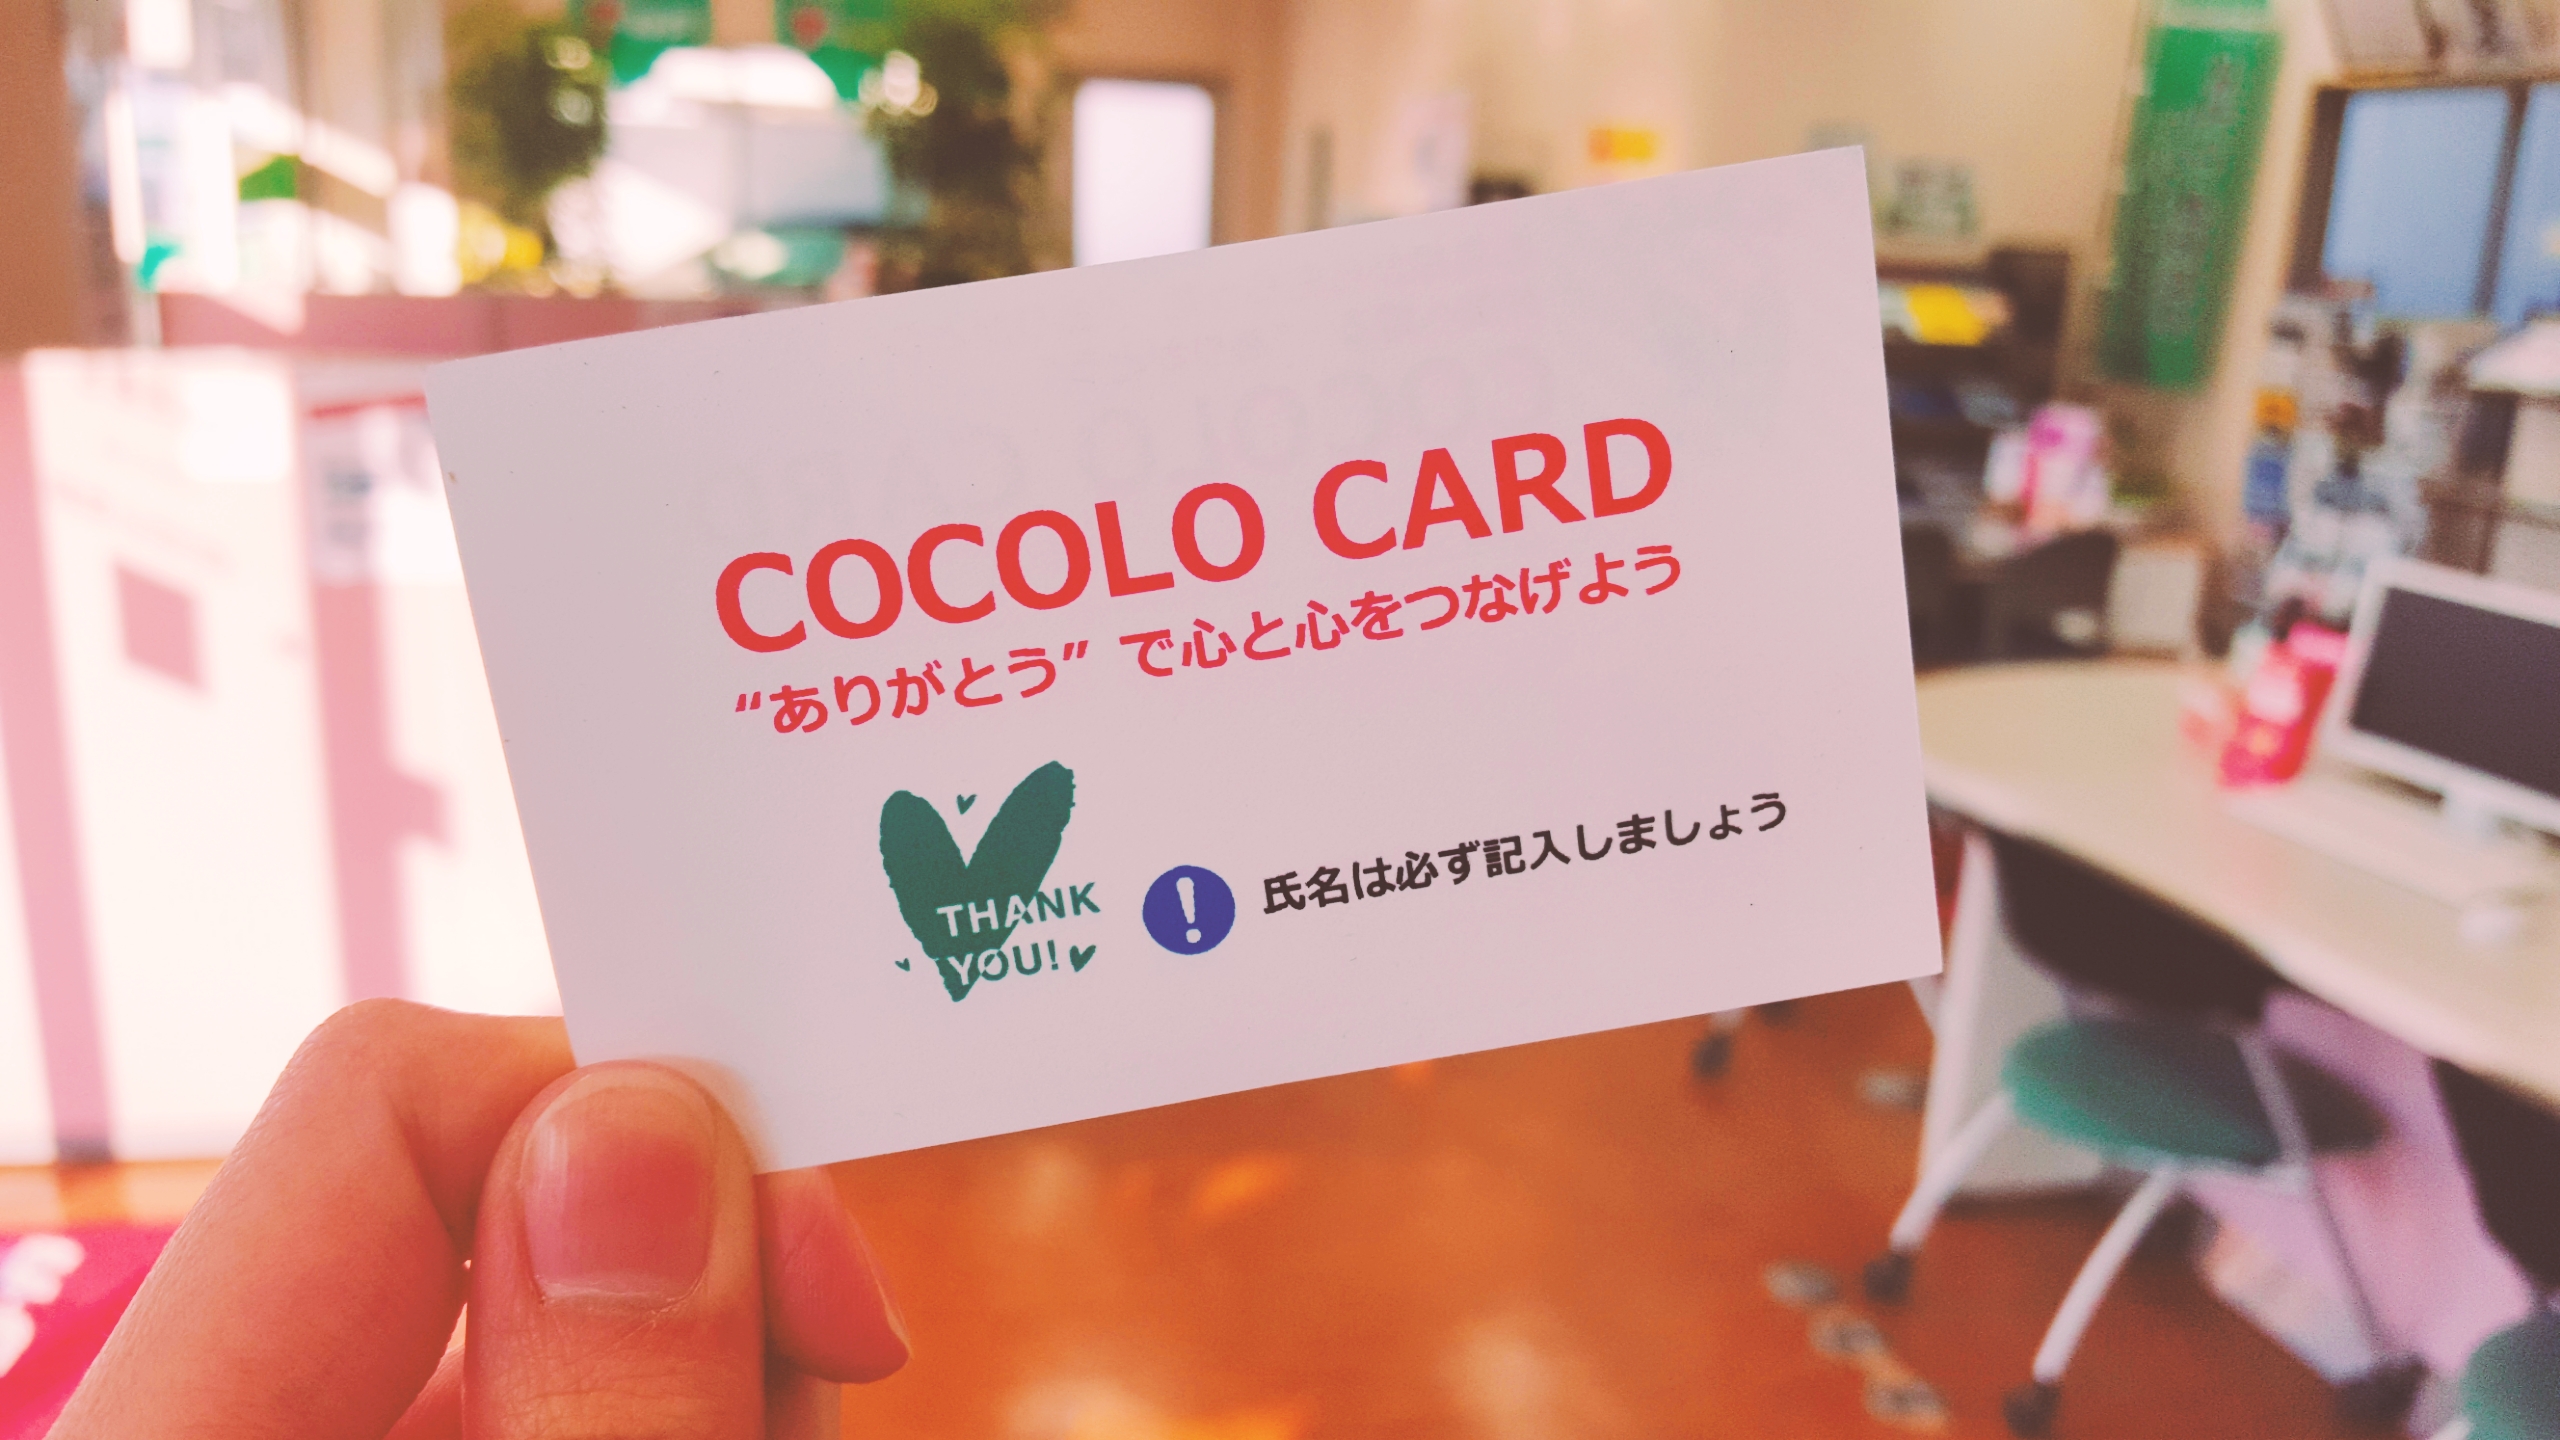 COCOLO CARD
“ありがとう” で心と心をつなげよう
THANK
YOU!
! 氏名は必ず記入しましょう